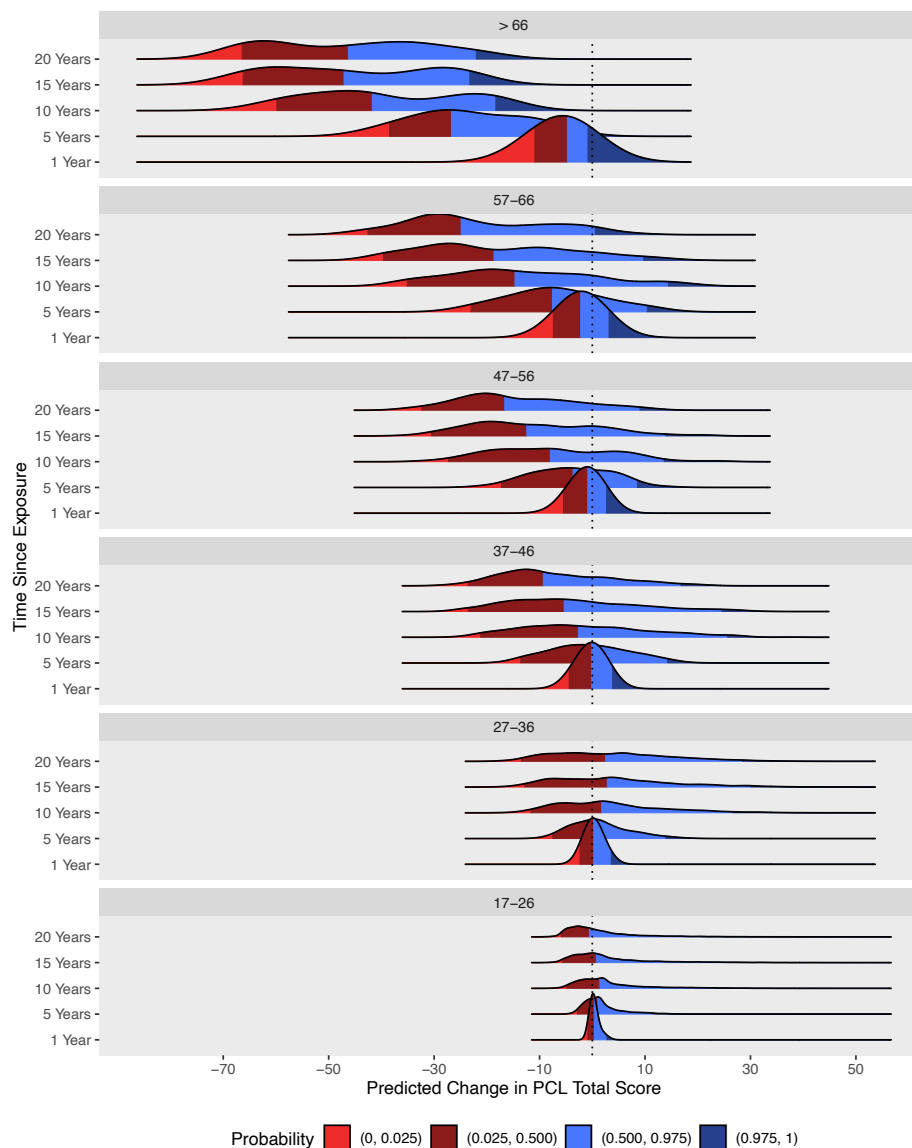 > 66
20 Years
15 Years
10 Years
5 Years
1 Year
57−66
20 Years
15 Years
10 Years
5 Years
1 Year
47−56
20 Years
15 Years
10 Years
5 Years
1 Year
37−46
20 Years
15 Years
10 Years
5 Years
1 Year
27−36
20 Years
15 Years
10 Years
5 Years
1 Year
17−26
20 Years
15 Years
10 Years
5 Years
1 Year
Time Since Exposure
−70 −50 −30 −10 10 30 50
Predicted Change in PCL Total Score
Probability (0, 0.025) (0.025, 0.500) (0.500, 0.975) (0.975, 1)